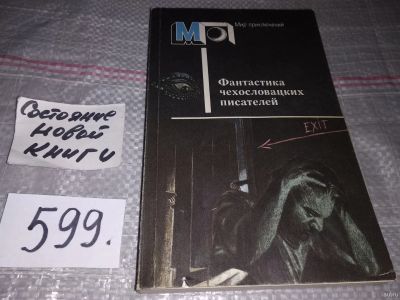 МП
Мир приключений
Фантастика
чехословацких
писателей
EXIT
Состояние
новой
книги
599.